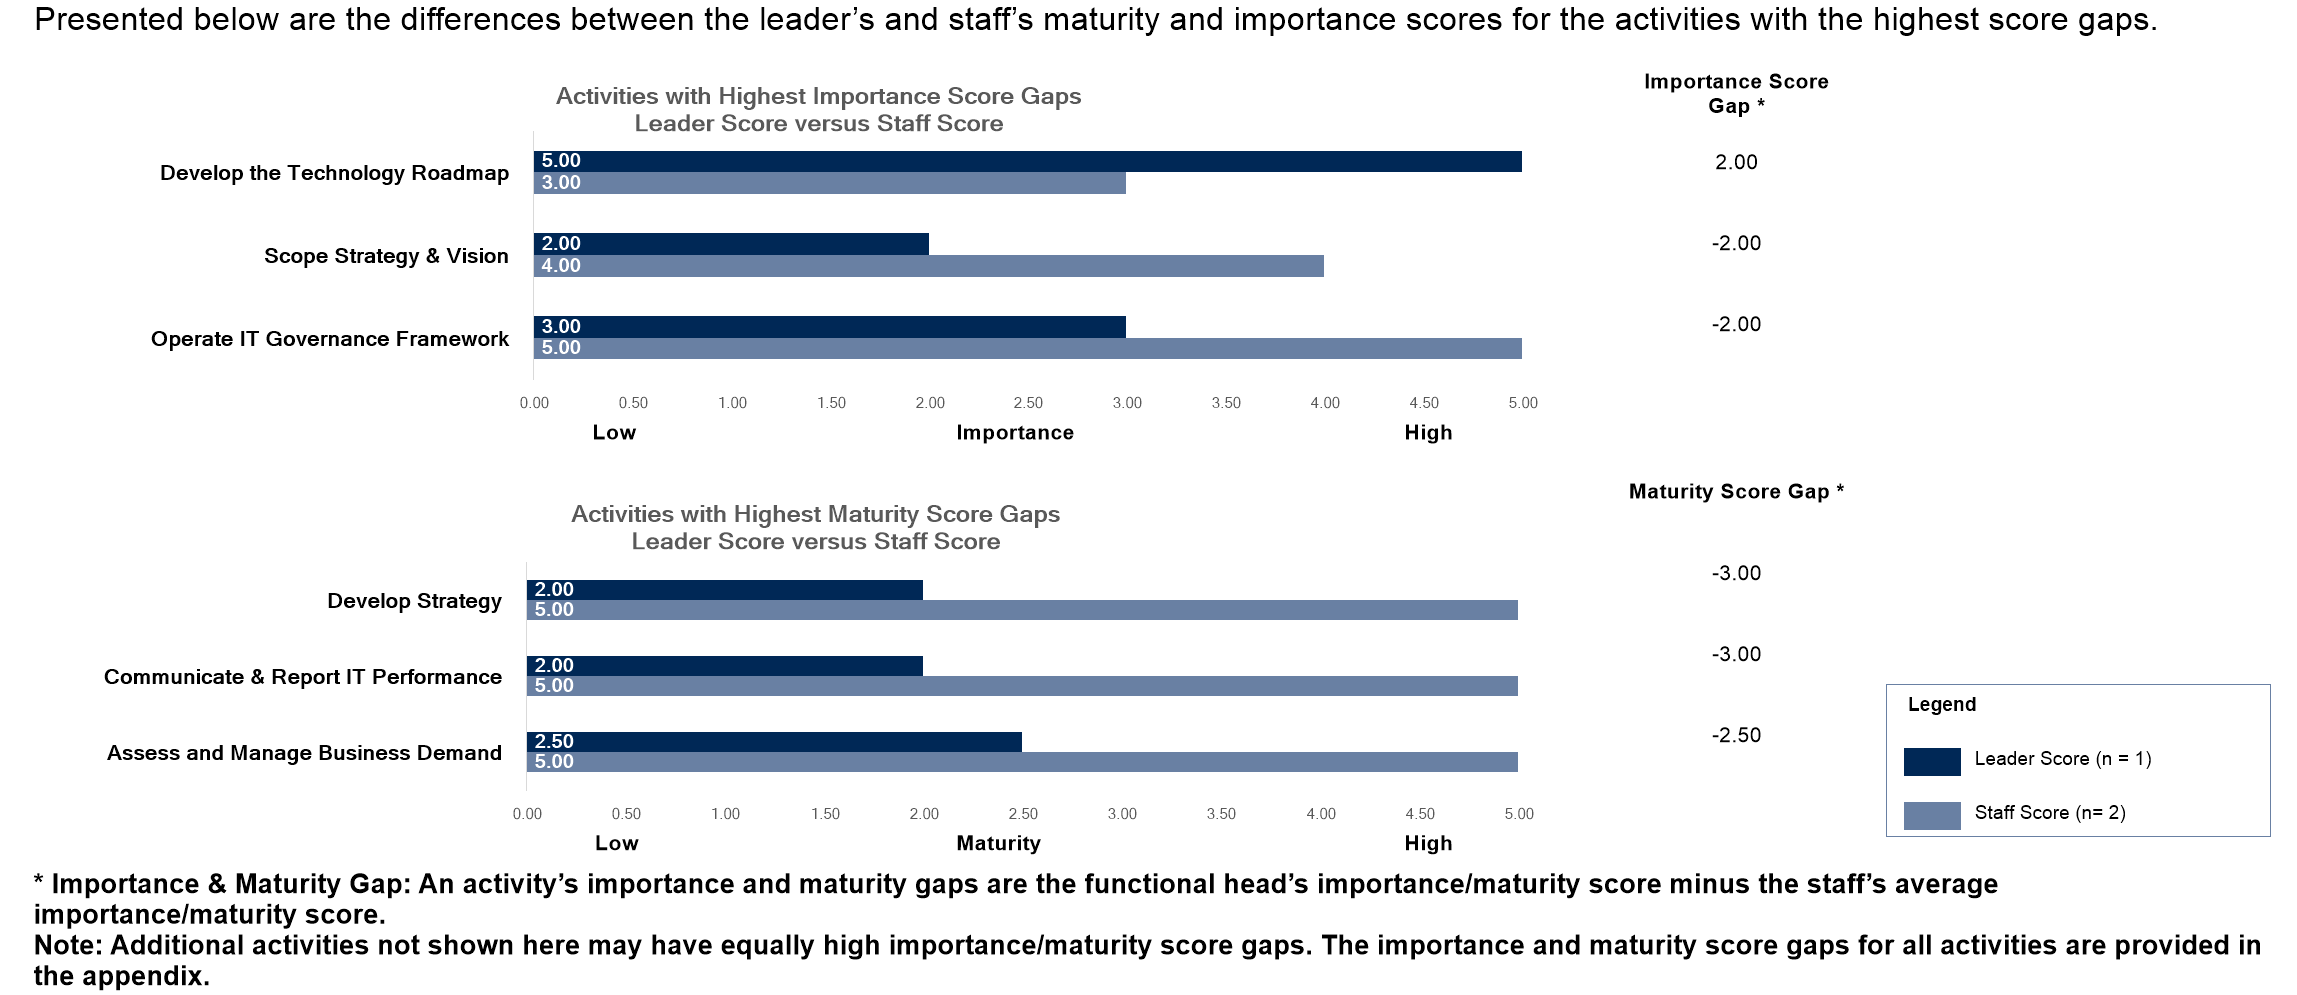 Presented below are the differences between the leader’s and staff’s maturity and importance scores for the activities with the highest score gaps.
Activities with Highest Importance Score Gaps
Leader Score versus Staff Score
Importance Score
Gap *
Develop the Technology Roadmap
5.00
3.00
2.00
Scope Strategy & Vision
2.00
4.00
-2.00
Operate IT Governance Framework
3.00
5.00
-2.00
0.00 0.50 1.00 1.50 2.00 2.50 3.00 3.50 4.00 4.50 5.00
Low Importance High
Maturity Score Gap *
Activities with Highest Maturity Score Gaps
Leader Score versus Staff Score
Develop Strategy
2.00
5.00
-3.00
Communicate & Report IT Performance
2.00
5.00
-3.00
Assess and Manage Business Demand
2.50
5.00
-2.50
0.00 0.50 1.00 1.50 2.00 2.50 3.00 3.50 4.00 4.50 5.00
Low Maturity High
Legend
Leader Score (n = 1)
Staff Score (n= 2)
* Importance & Maturity Gap: An activity’s importance and maturity gaps are the functional head’s importance/maturity score minus the staff’s average
importance/maturity score.
Note: Additional activities not shown here may have equally high importance/maturity score gaps. The importance and maturity score gaps for all activities are provided in
the appendix.